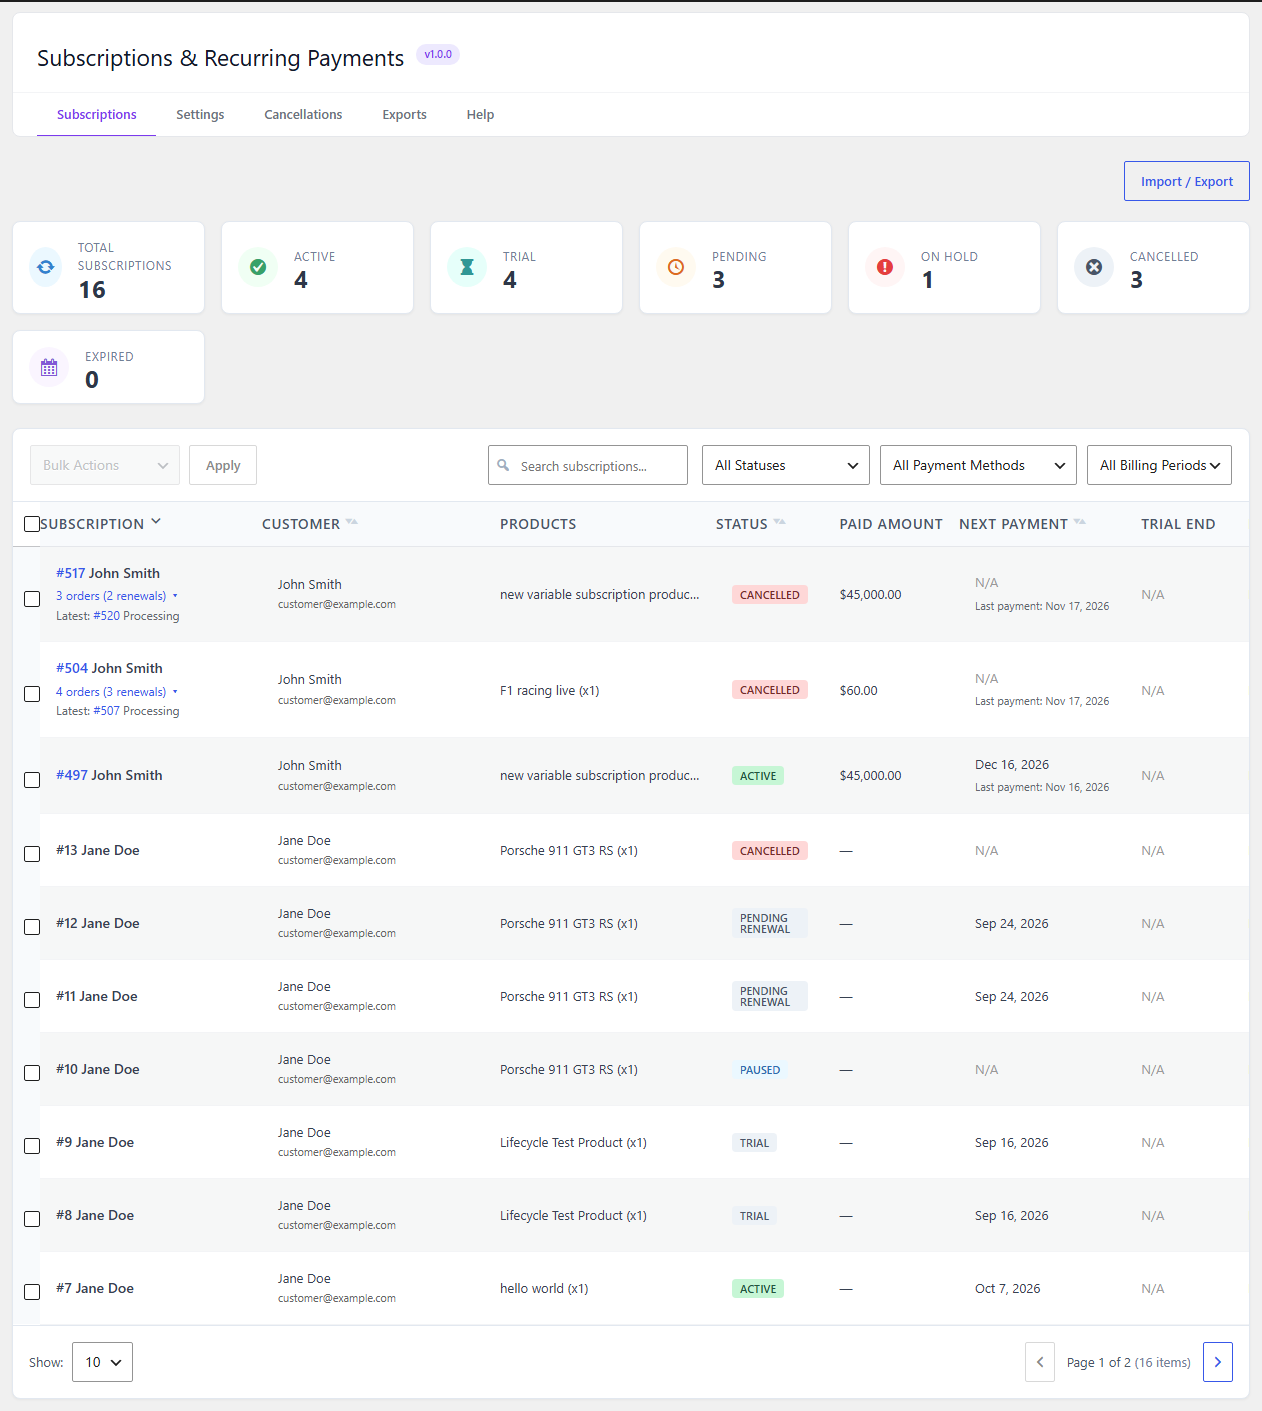 Subscriptions & Recurring Payments v1.0.0
Subscriptions Settings Cancellations Exports Help
Import / Export
TOTAL SUBSCRIPTIONS
16
ACTIVE
4
TRIAL
4
PENDING
3
ON HOLD
1
CANCELLED
3
EXPIRED
0
Bulk Actions Apply Search subscriptions... All Statuses All Payment Methods All Billing Periods
SUBSCRIPTION CUSTOMER PRODUCTS STATUS PAID AMOUNT NEXT PAYMENT TRIAL END
#517 John Smith
3 orders (2 renewals)
Latest: #520 Processing
John Smith
customer@example.com
new variable subscription produc...
CANCELLED
$45,000.00
N/A
Last payment: Nov 17, 2026
N/A
#504 John Smith
4 orders (3 renewals)
Latest: #507 Processing
John Smith
customer@example.com
F1 racing live (x1)
CANCELLED
$60.00
N/A
Last payment: Nov 17, 2026
N/A
#497 John Smith
John Smith
customer@example.com
new variable subscription produc...
ACTIVE
$45,000.00
Dec 16, 2026
Last payment: Nov 16, 2026
N/A
#13 Jane Doe
Jane Doe
customer@example.com
Porsche 911 GT3 RS (x1)
CANCELLED
—
N/A
N/A
#12 Jane Doe
Jane Doe
customer@example.com
Porsche 911 GT3 RS (x1)
PENDING
RENEWAL
—
Sep 24, 2026
N/A
#11 Jane Doe
Jane Doe
customer@example.com
Porsche 911 GT3 RS (x1)
PENDING
RENEWAL
—
Sep 24, 2026
N/A
#10 Jane Doe
Jane Doe
customer@example.com
Porsche 911 GT3 RS (x1)
PAUSED
—
N/A
N/A
#9 Jane Doe
Jane Doe
customer@example.com
Lifecycle Test Product (x1)
TRIAL
—
Sep 16, 2026
N/A
#8 Jane Doe
Jane Doe
customer@example.com
Lifecycle Test Product (x1)
TRIAL
—
Sep 16, 2026
N/A
#7 Jane Doe
Jane Doe
customer@example.com
hello world (x1)
ACTIVE
—
Oct 7, 2026
N/A
Show: 10 Page 1 of 2 (16 items)